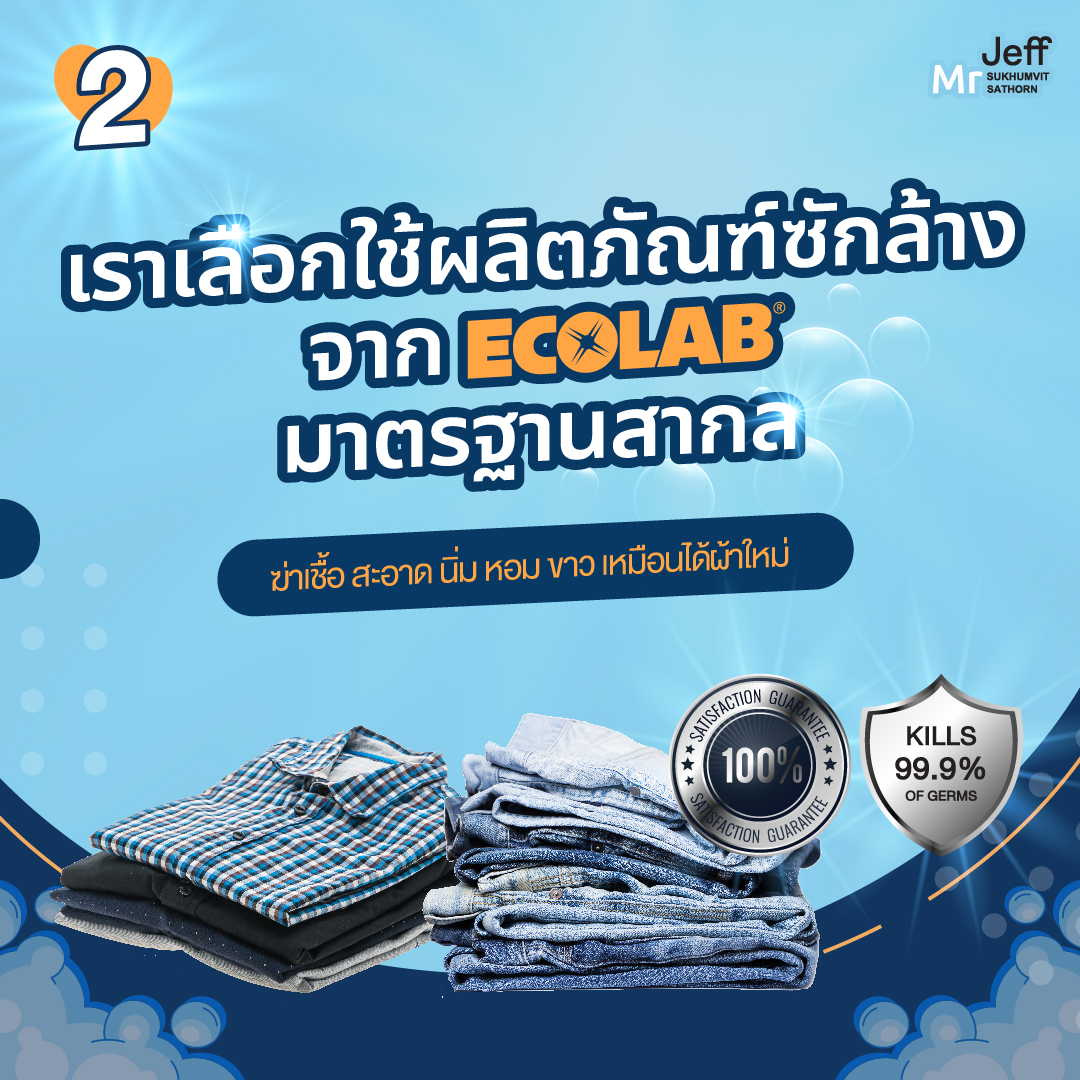 2
Mr Jeff
SUKHUMVIT
SATHORN
เราเลือกใช้ผลิตภัณฑ์ซักล้าง
จาก ECOLAB®
มาตรฐานสากล
ฆ่าเชื้อ สะอาด นิ่ม หอม ขาว เหมือนได้ผ้าใหม่
SATISFACTION GUARANTEE
100%
SATISFACTION GUARANTEE
KILLS
99.9%
OF GERMS